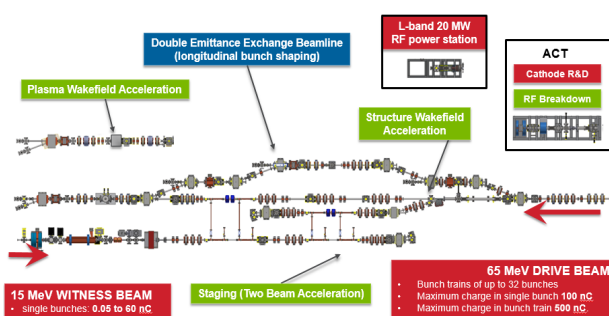 Double Emittance Exchange Beamline
(longitudinal bunch shaping)
L-band 20 MW
RF power station
ACT
Cathode R&D
RF Breakdown
Plasma Wakefield Acceleration
Structure Wakefield
Acceleration
Staging (Two Beam Acceleration)
15 MeV WITNESS BEAM
• single bunches: 0.05 to 60 nC
65 MeV DRIVE BEAM
• Bunch trains of up to 32 bunches
• Maximum charge in single bunch 100 nC
• Maximum charge in bunch train 500 nC